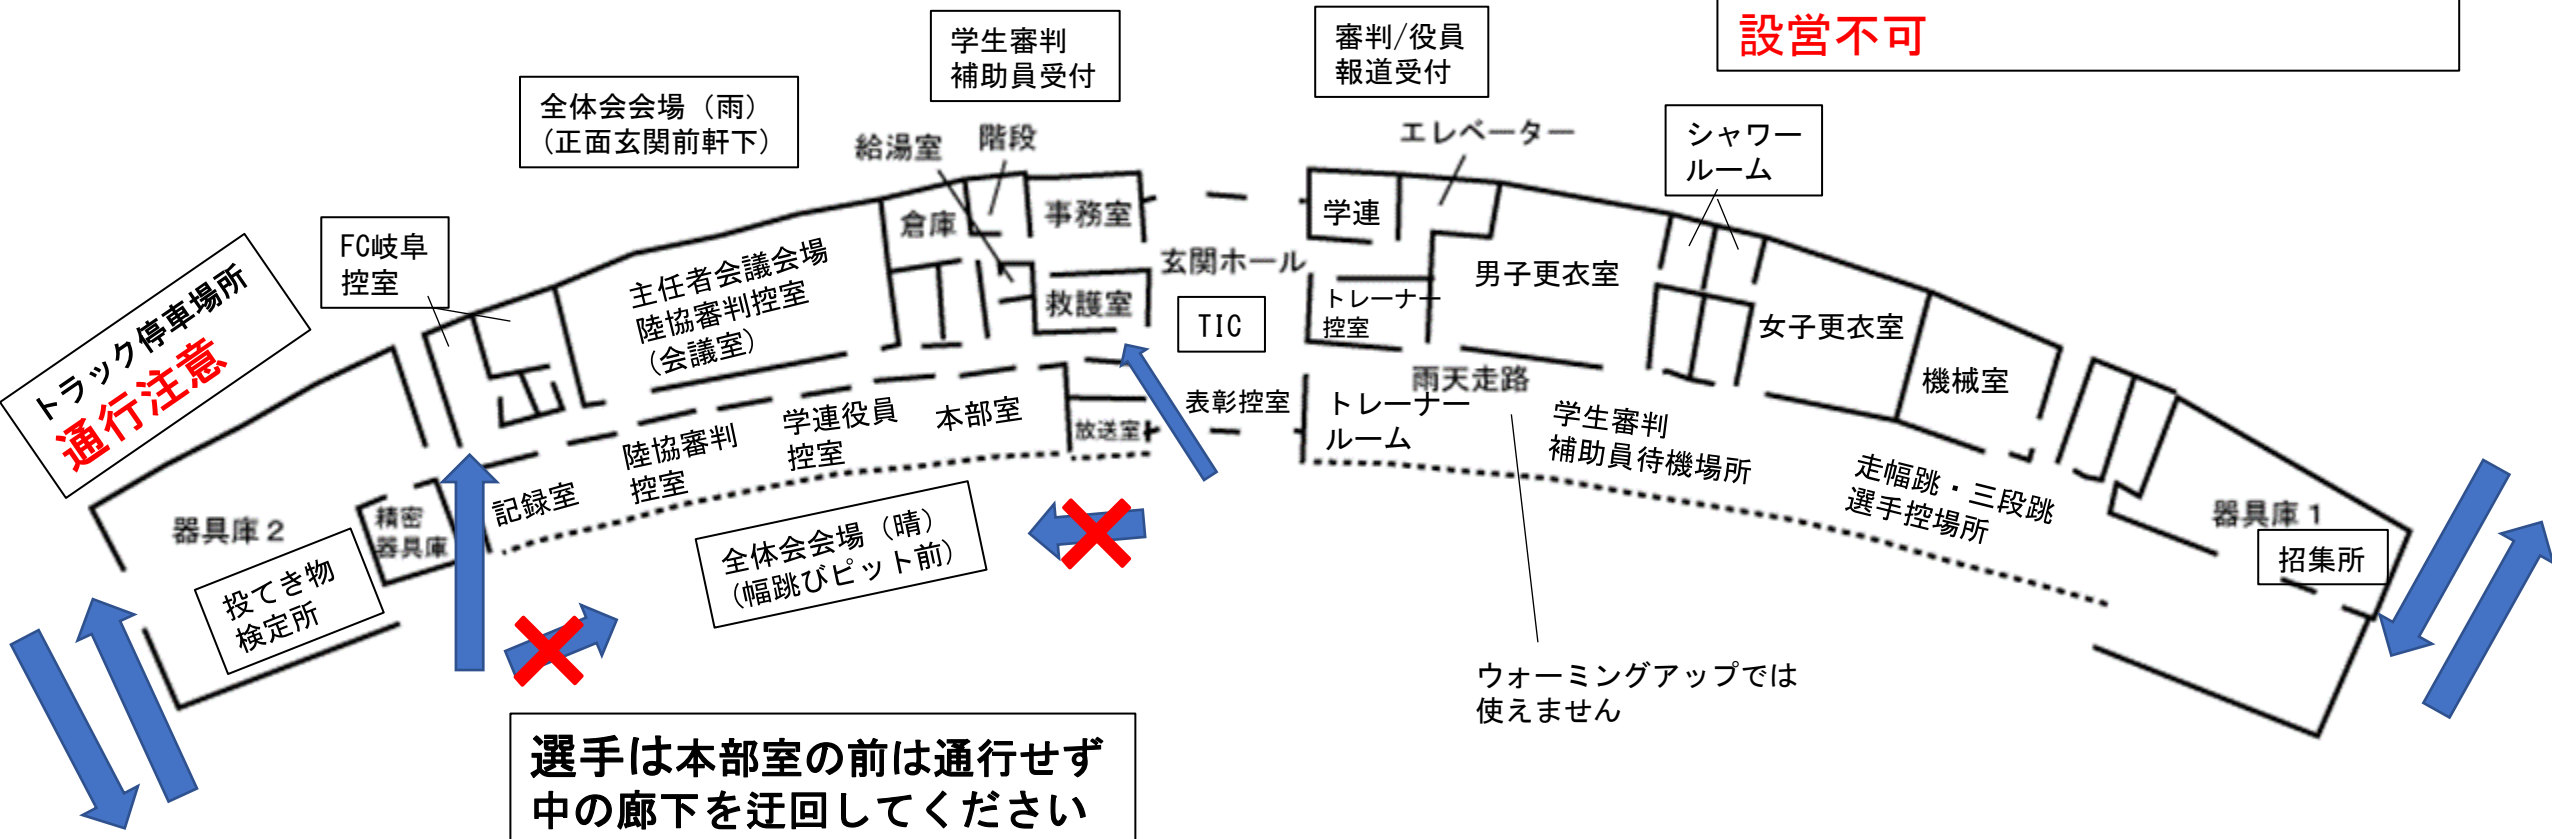 設営不可
学生審判
補助員受付
審判/役員
報道受付
全体会会場（雨）
（正面玄関前軒下）
給湯室
階段
エレベーター
シャワー
ルーム
FC岐阜
控室
トラック停車場所
通行注意
主任者会議会場
陸協審判控室
（会議室）
倉庫
事務室
救護室
玄関ホール
TIC
学連
トレーナー
控室
男子更衣室
女子更衣室
機械室
雨天走路
表彰控室
放送室
トレーナー
ルーム
学生審判
補助員待機場所
走幅跳・三段跳
選手控場所
器具庫１
招集所
器具庫２
精密
器具庫
投てき物
検定所
記録室
陸協審判
控室
学連役員
控室
本部室
全体会会場（晴）
（幅跳びピット前）
ウォーミングアップでは
使えません
選手は本部室の前は通行せず
中の廊下を迂回してください